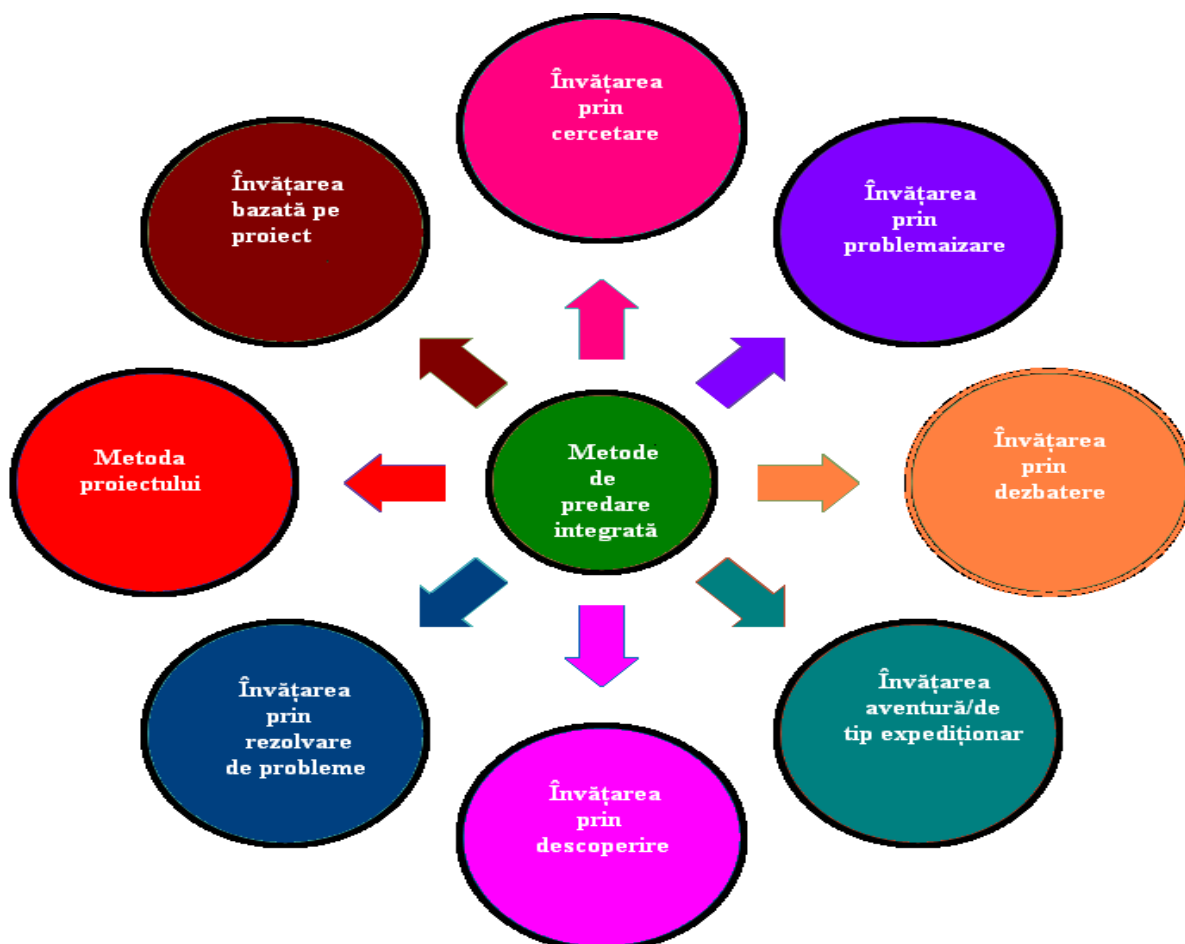 Învățarea
prin
cercetare
Învățarea
bazată pe
proiect
Învățarea
prin
problemaizare
Metoda
proiectului
Metode
de
predare
integrată
Învățarea
prin
dezbatere
Învățarea
prin
rezolvare
de probleme
Învățarea
aventură/de
tip expediționar
Învățarea
prin
descoperire